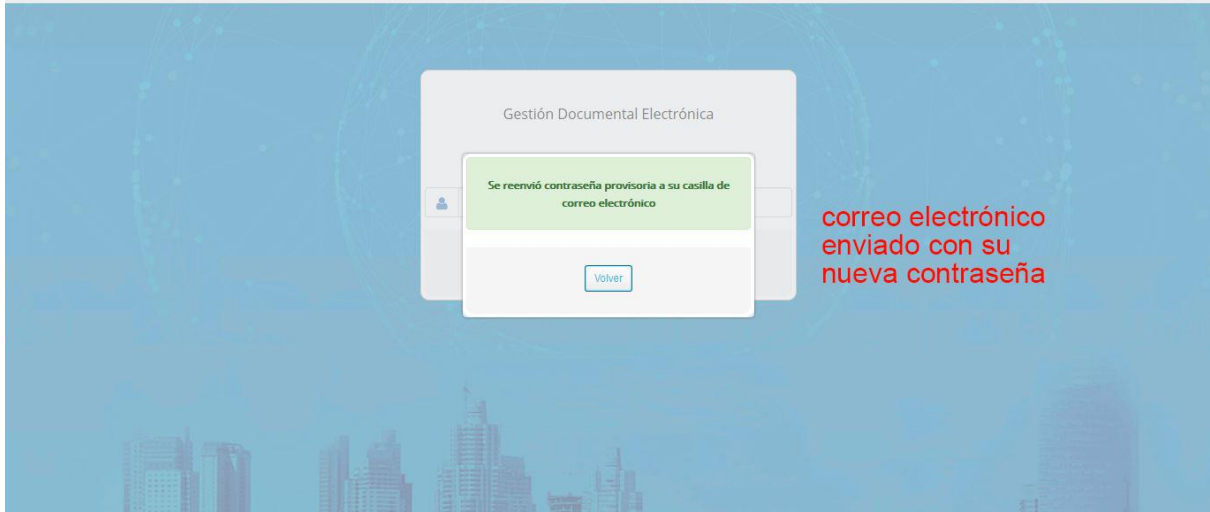 Gestión Documental Electrónica
Se reenvió contraseña provisoria a su casilla de
correo electrónico
Volver
correo electrónico
enviado con su
nueva contraseña